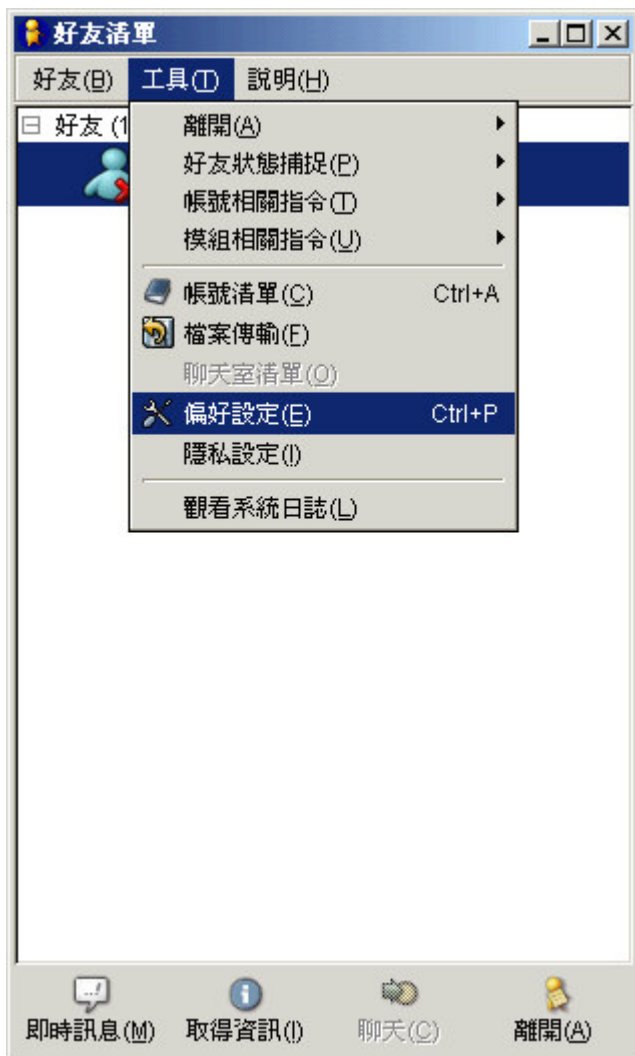 好友清單
好友(B) 工具(T) 說明(H)
好友 (1
離開(A)
好友狀態捕捉(P)
帳號相關指令(T)
模組相關指令(U)
帳號清單(C) Ctrl+A
檔案傳輸(F)
聊天室清單(O)
偏好設定(E) Ctrl+P
隱私設定(I)
觀看系統日誌(L)
即時訊息(M) 取得資訊(I) 聊天(C) 離開(A)